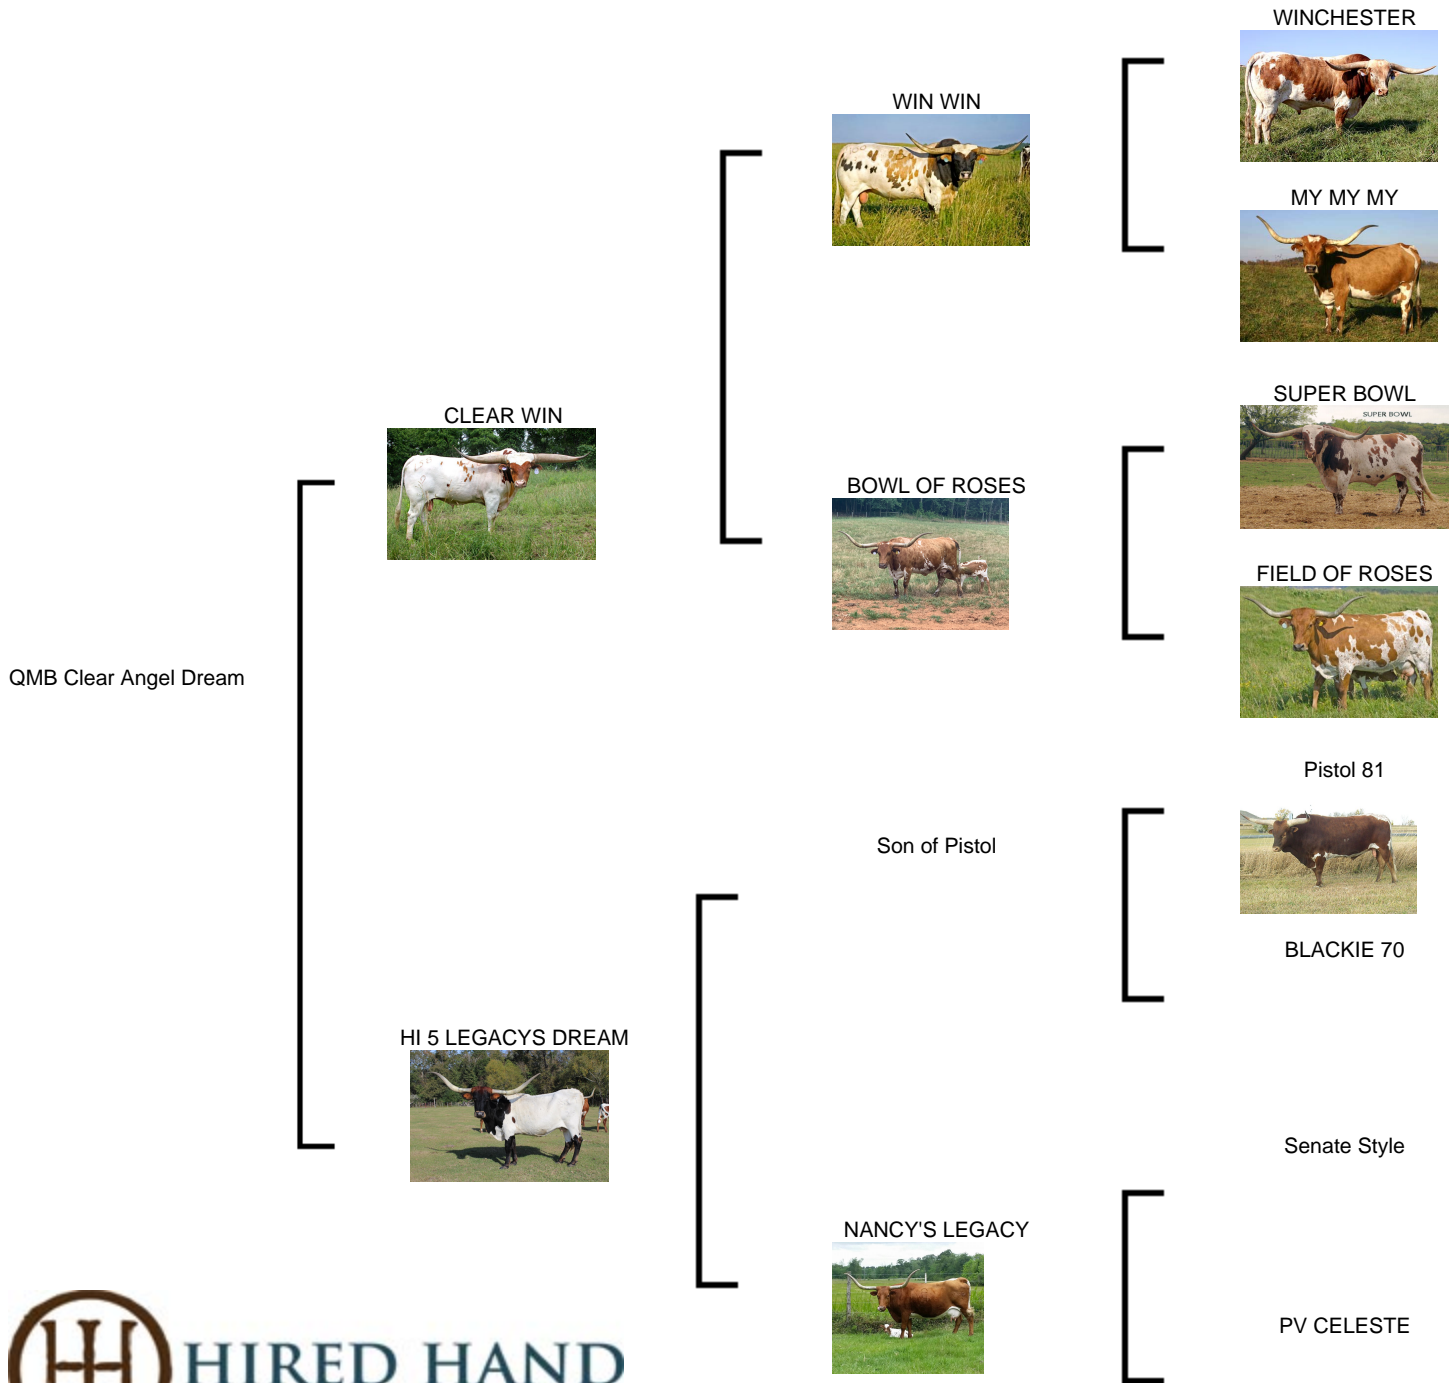 WINCHESTER
WIN WIN
MY MY MY
SUPER BOWL
SUPER BOWL
CLEAR WIN
BOWL OF ROSES
FIELD OF ROSES
QMB Clear Angel Dream
Pistol 81
Son of Pistol
BLACKIE 70
HI 5 LEGACYS DREAM
Senate Style
NANCY'S LEGACY
PV CELESTE
HIRED HAND